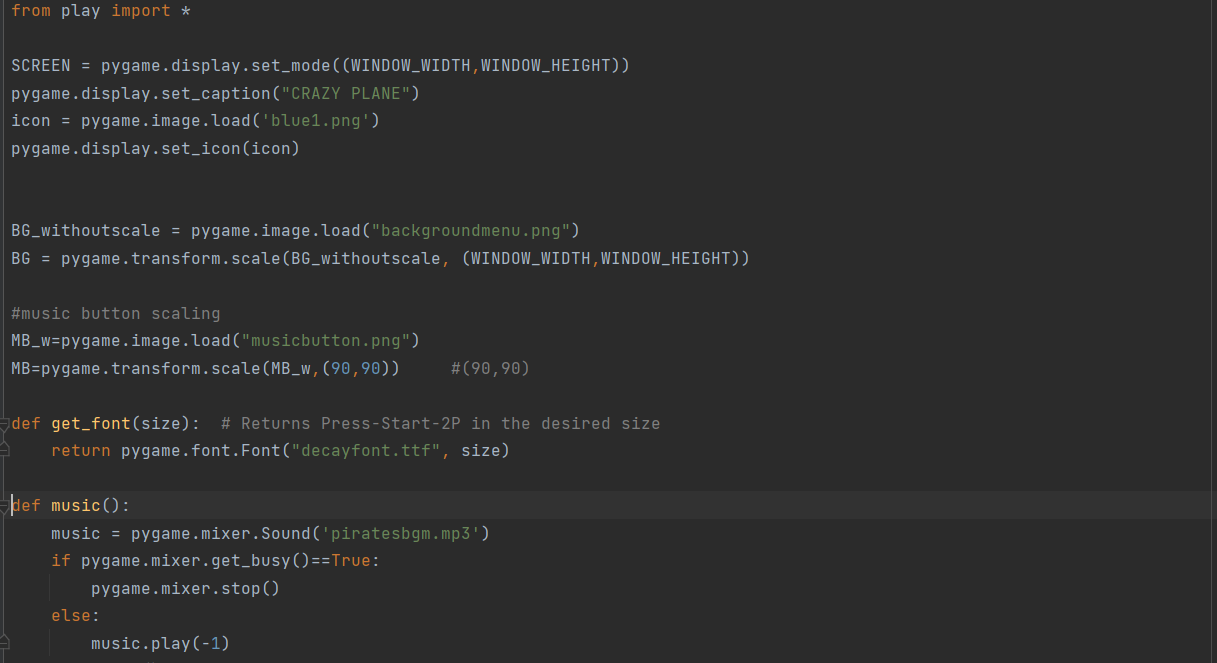 from play import *
SCREEN = pygame.display.set_mode((WINDOW_WIDTH,WINDOW_HEIGHT))
pygame.display.set_caption("CRAZY PLANE")
icon = pygame.image.load('blue1.png')
pygame.display.set_icon(icon)
BG_withoutscale = pygame.image.load("backgroundmenu.png")
BG = pygame.transform.scale(BG_withoutscale, (WINDOW_WIDTH,WINDOW_HEIGHT))
#music button scaling
MB_w=pygame.image.load("musicbutton.png")
MB=pygame.transform.scale(MB_w,(90,90))     #(90,90)
def get_font(size):  # Returns Press-Start-2P in the desired size
    return pygame.font.Font("decayfont.ttf", size)
def music():
    music = pygame.mixer.Sound('piratesbgm.mp3')
    if pygame.mixer.get_busy()==True:
        pygame.mixer.stop()
    else:
        music.play(-1)